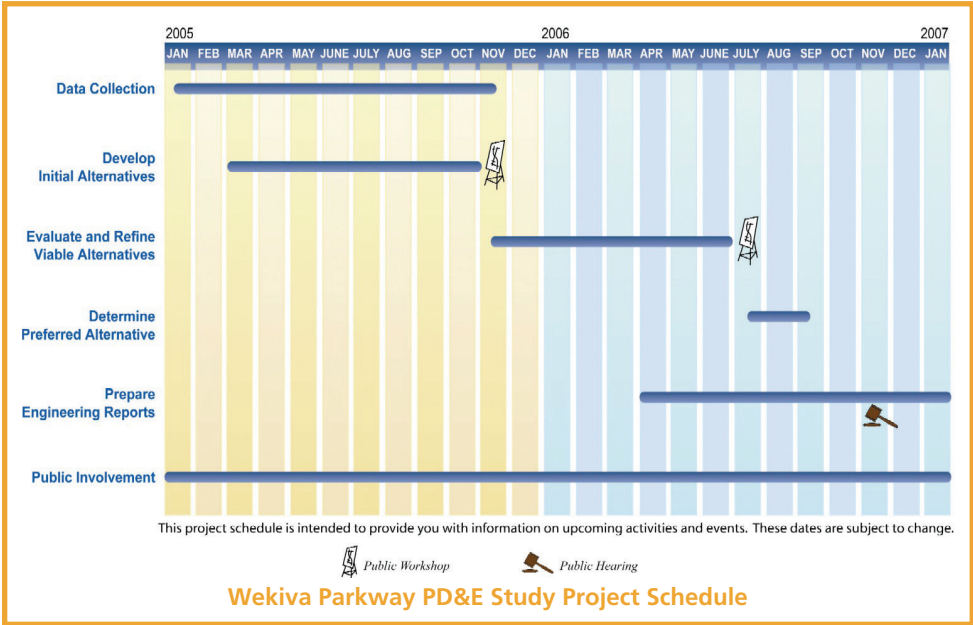 2005 2006 2007
JAN FEB MAR APR MAY JUNE JULY AUG SEP OCT NOV DEC JAN FEB MAR APR MAY JUNE JULY AUG SEP OCT NOV DEC JAN
Data Collection
Develop
Initial Alternatives
Evaluate and Refine
Viable Alternatives
Determine
Preferred Alternative
Prepare
Engineering Reports
Public Involvement
This project schedule is intended to provide you with information on upcoming activities and events. These dates are subject to change.
Public Workshop Public Hearing
Wekiva Parkway PD&E Study Project Schedule